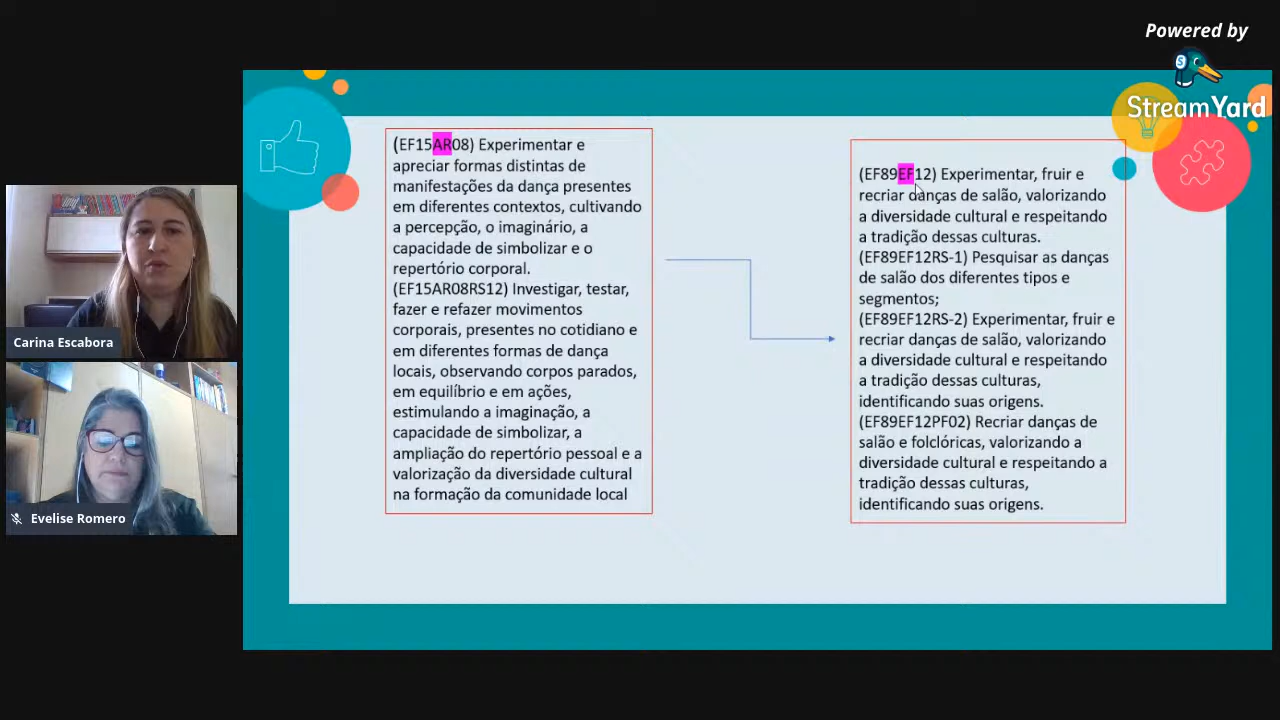 Powered by
StreamYard
(EF15AR08) Experimentar e
apreciar formas distintas de
manifestações da dança presentes
em diferentes contextos, cultivando
a percepção, o imaginário, a
capacidade de simbolizar e o
repertório corporal.
(EF15AR08RS12) Investigar, testar,
fazer e refazer movimentos
corporais, presentes no cotidiano e
em diferentes formas de dança
locais, observando corpos parados,
em equilíbrio e em ações,
estimulando a imaginação, a
capacidade de simbolizar, a
ampliação do repertório pessoal e a
valorização da diversidade cultural
na formação da comunidade local
(EF89EF12) Experimentar, fruir e
recriar danças de salão, valorizando
a diversidade cultural e respeitando
a tradição dessas culturas.
(EF89EF12RS-1) Pesquisar as danças
de salão dos diferentes tipos e
segmentos;
(EF89EF12RS-2) Experimentar, fruir e
recriar danças de salão, valorizando
a diversidade cultural e respeitando
a tradição dessas culturas,
identificando suas origens.
(EF89EF12PF02) Recriar danças de
salão e folclóricas, valorizando a
diversidade cultural e respeitando a
tradição dessas culturas,
identificando suas origens.
Carina Escabora
Evelise Romero